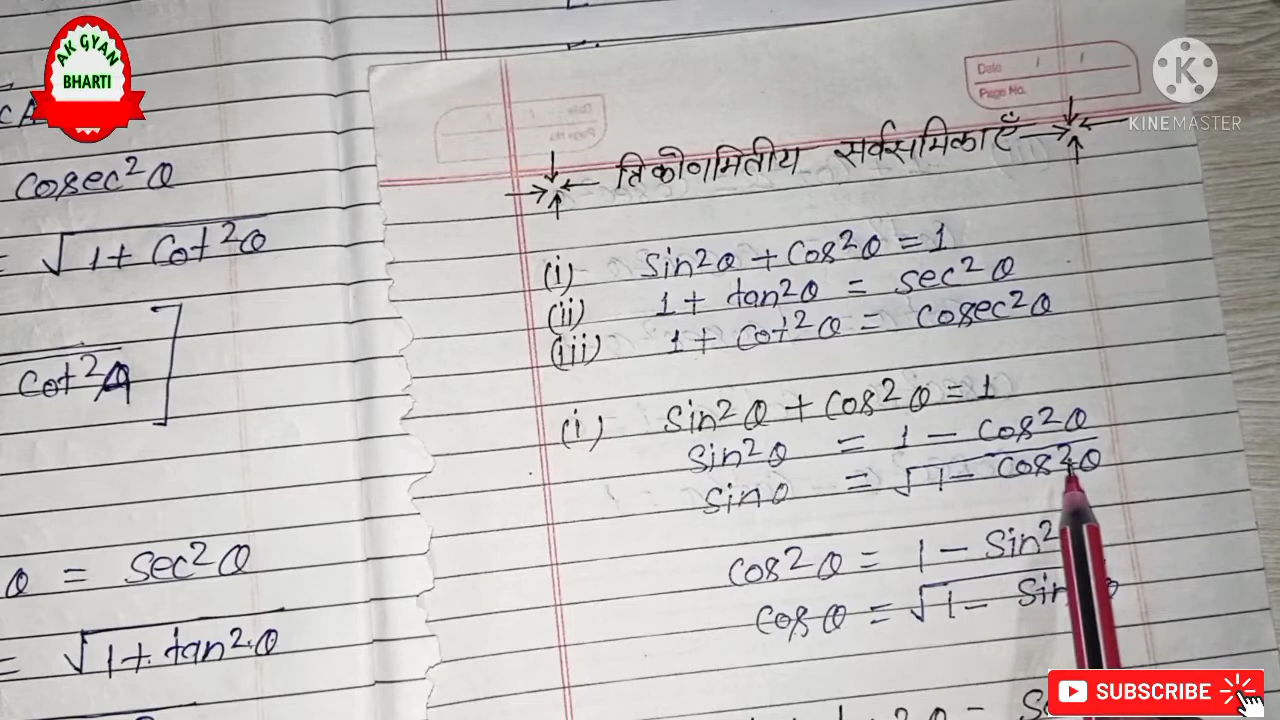 AK GYAN
BHARTI
K
KINEMASTER
Date
Page No.
cosec²θ
= √1 + Cot²θ
Cot²A
θ = sec²θ
= √1 + tan²θ
त्रिकोणमितीय सर्वसमिकाएँ
(i) Sin²θ + Cos²θ = 1
(ii) 1 + tan²θ = sec²θ
(iii) 1 + Cot²θ = cosec²θ
(i) Sin²θ + Cos²θ = 1
Sin²θ = 1 - Cos²θ
sinθ = √1 - Cos²θ
Cos²θ = 1 - Sin²
Cosθ = √1 - Sin
SUBSCRIBE